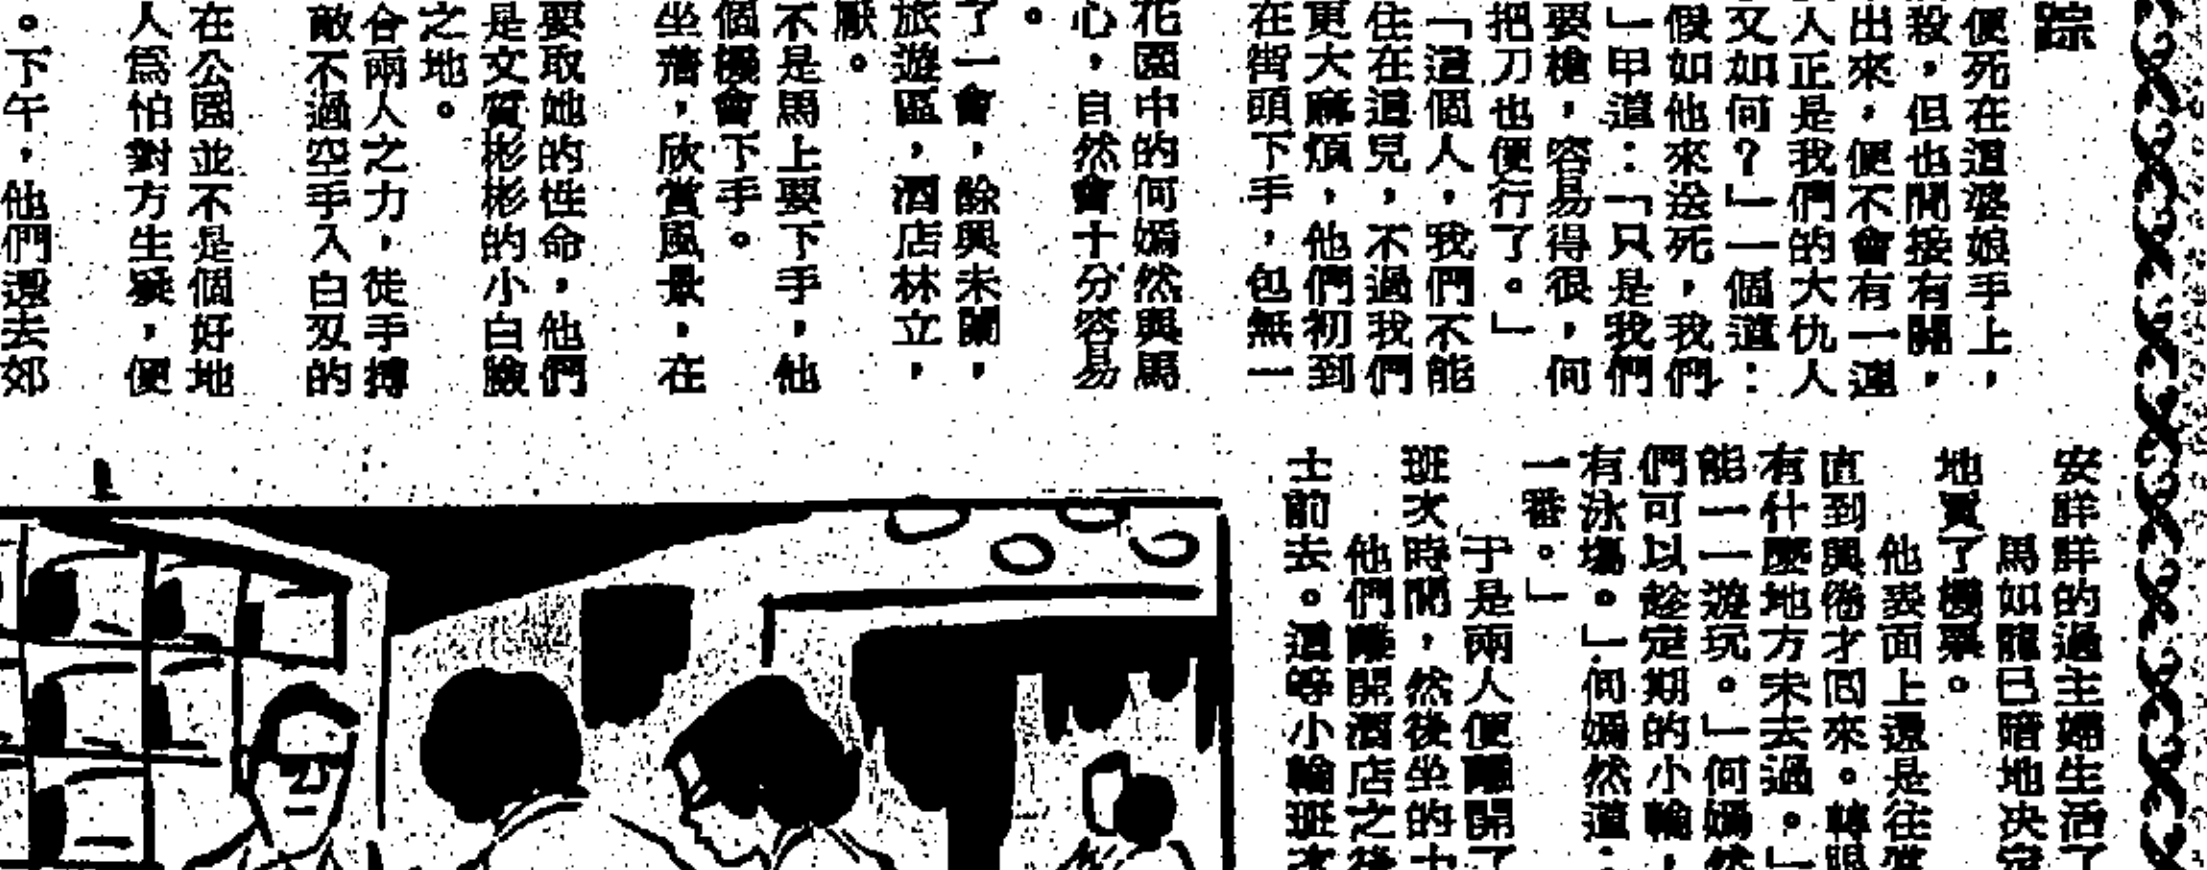 踪
便死在這婆娘手上，
殺，但也間接有關，
出來，便不會有一連
人正是我們的大仇人
又如何？」一個道：
假如他來送死，我們
」甲道：「只是我們
要槍，容易得很，何
把刀也便行了。」
「這個人，我們不能
住在這兒，不過我們
更大麻煩，他們初到
在街頭下手，包無一
花園中的何嫣然與馬
心，自然會十分容易
。
了一會，餘興未闌，
旅遊區，酒店林立，
厭。
不是馬上要下手，他
個機會下手。
坐着，欣賞風景，在
要取她的性命，他們
是文質彬彬的小白臉
之地。
合兩人之力，徒手搏
敵不過空手入白刃的
在公園並不是個好地
人為怕對方生疑，便
。下午，他們還去郊
安詳詳的過主婦生活了
馬如龍已暗地決定
地買了機票。
他表面上還是往
直到興倦才回來。轉眼
有什麼地方未去過。」
能一一遊玩。」何嫣然
們可以趁定期的小輪，
有泳場。」何嫣然道：
一番。」
于是兩人便離開了
班次時間，然後坐的士
他們離開酒店之後
士前去。這等小輪班次